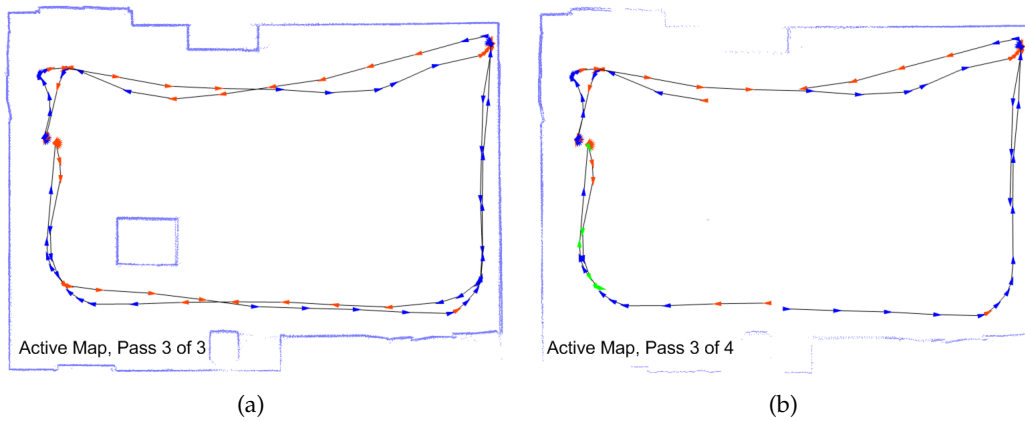 Active Map, Pass 3 of 3
Active Map, Pass 3 of 4
(a)
(b)